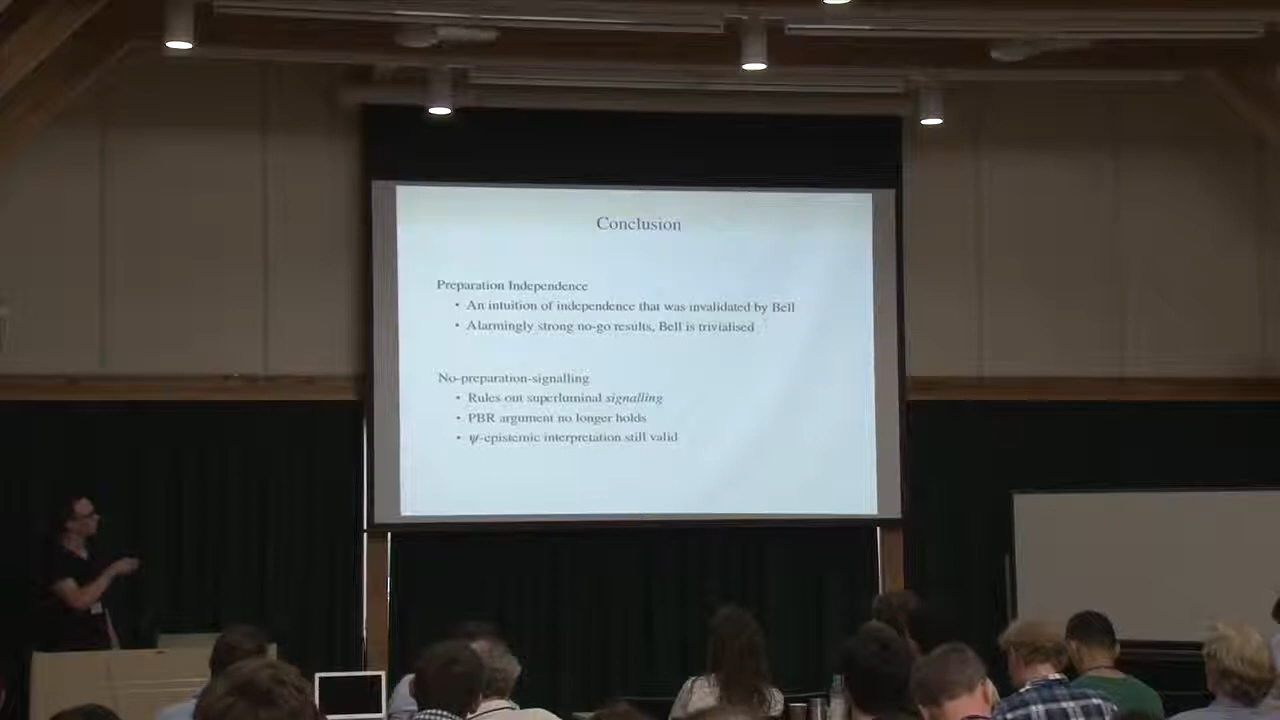 Conclusion
Preparation Independence
• An intuition of independence that was invalidated by Bell
• Alarmingly strong no-go results, Bell is trivialised
No-preparation-signalling
• Rules out superluminal signalling
• PBR argument no longer holds
• ψ-epistemic interpretation still valid